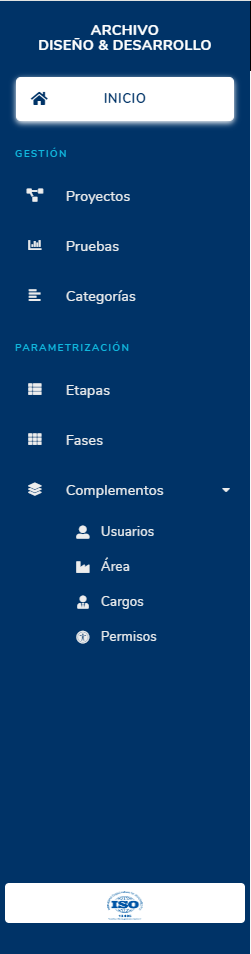 ARCHIVO
DISEÑO & DESARROLLO
INICIO
GESTIÓN
Proyectos
Pruebas
Categorías
PARAMETRIZACIÓN
Etapas
Fases
Complementos
Usuarios
Área
Cargos
Permisos
ISO